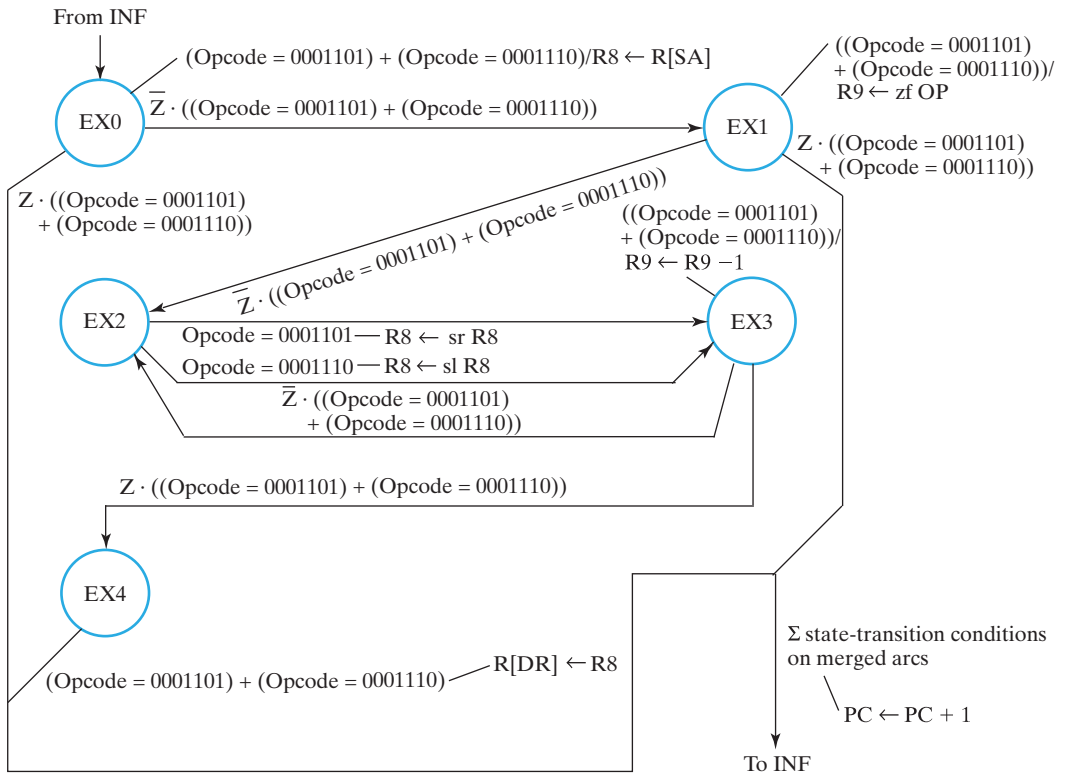 From INF
(Opcode = 0001101) + (Opcode = 0001110)/R8 ← R[SA]
((Opcode = 0001101)
+ (Opcode = 0001110))/
R9 ← zf OP
EX0
Z̅ · ((Opcode = 0001101) + (Opcode = 0001110))
EX1
Z · ((Opcode = 0001101)
+ (Opcode = 0001110))
Z · ((Opcode = 0001101)
+ (Opcode = 0001110))
Z̅ · ((Opcode = 0001101) + (Opcode = 0001110))
((Opcode = 0001101)
+ (Opcode = 0001110))/
R9 ← R9 −1
EX2
EX3
Opcode = 0001101 — R8 ← sr R8
Opcode = 0001110 — R8 ← sl R8
Z̅ · ((Opcode = 0001101)
+ (Opcode = 0001110))
Z · ((Opcode = 0001101) + (Opcode = 0001110))
EX4
(Opcode = 0001101) + (Opcode = 0001110)
R[DR] ← R8
Σ state-transition conditions
on merged arcs
PC ← PC + 1
To INF